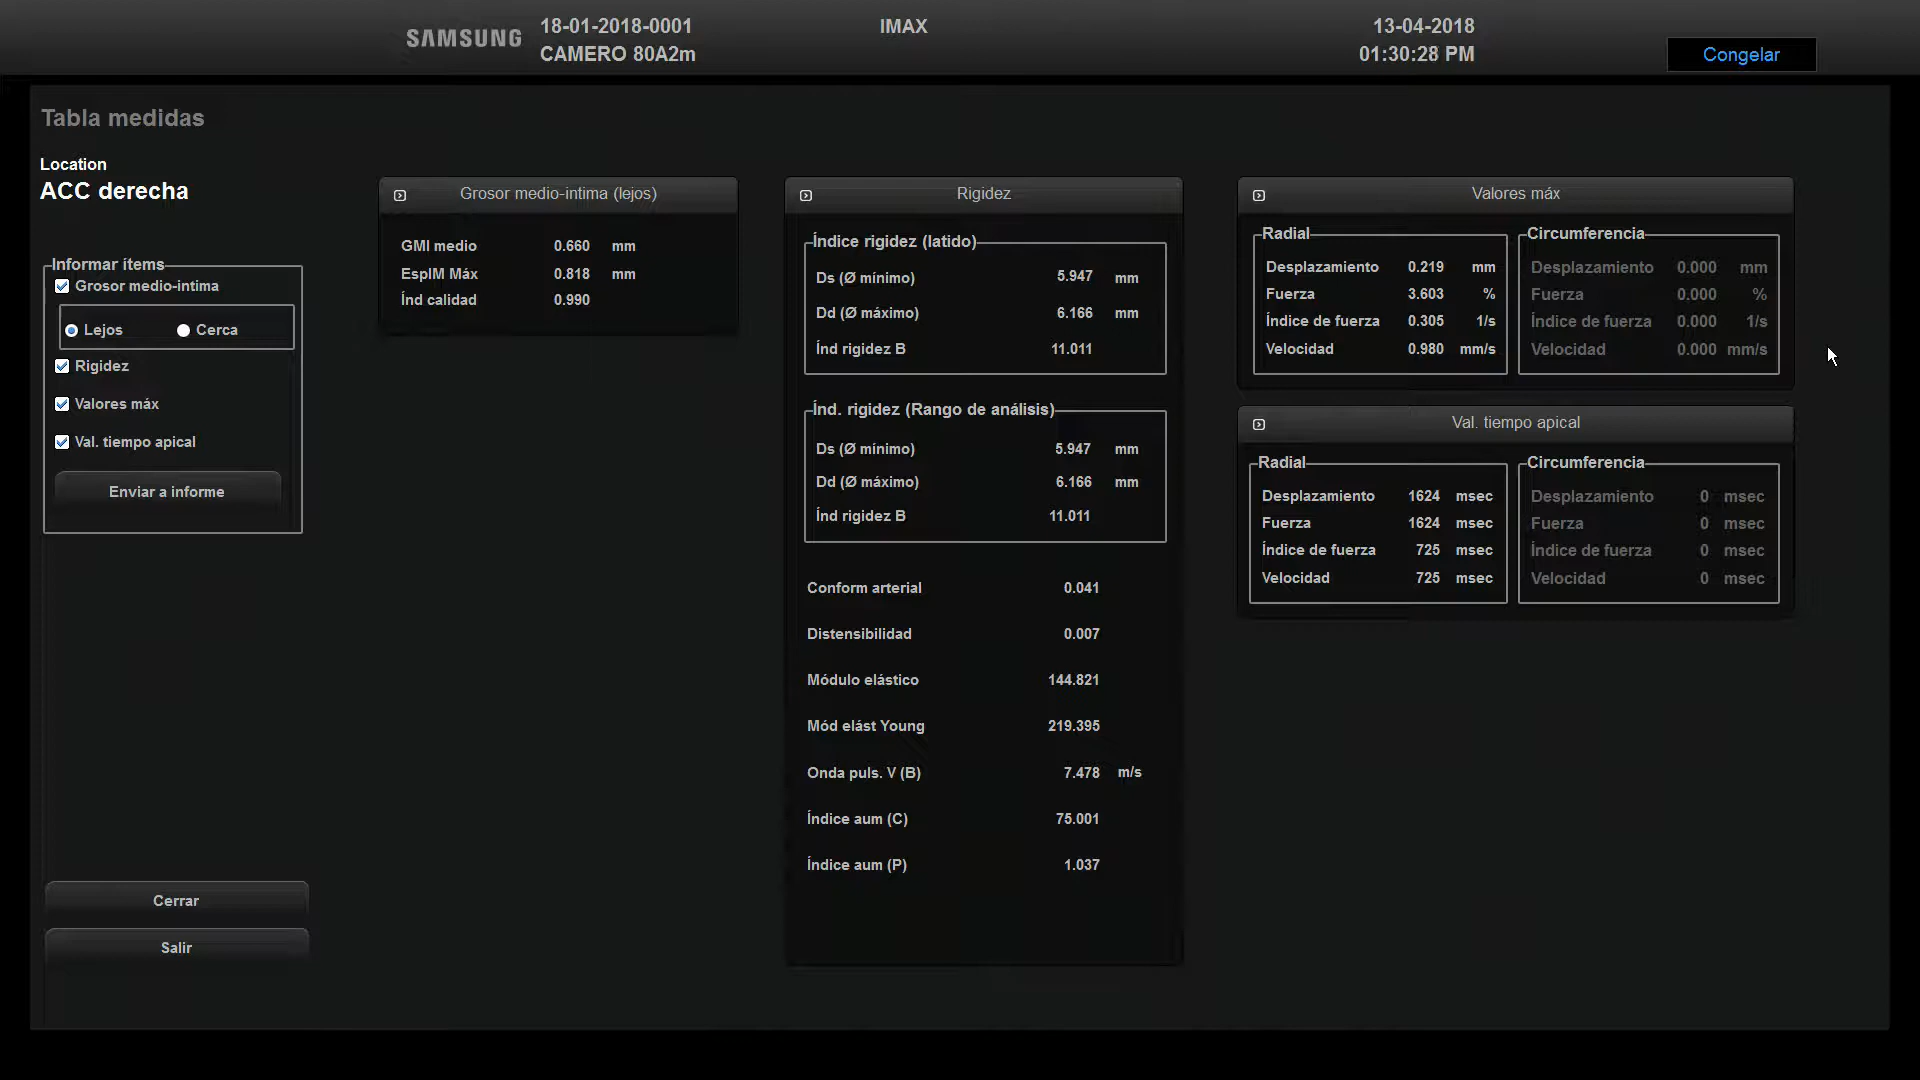 SAMSUNG
18-01-2018-0001
CAMERO 80A2m
IMAX
13-04-2018
01:30:28 PM
Congelar
Tabla medidas
Location
ACC derecha
Informar ítems
Grosor medio-intima
Lejos Cerca
Rigidez
Valores máx
Val. tiempo apical
Enviar a informe
Cerrar
Salir
Grosor medio-intima (lejos)
GMI medio 0.660 mm
EspIM Máx 0.818 mm
Índ calidad 0.990
Rigidez
Índice rigidez (latido)
Ds (Ø mínimo) 5.947 mm
Dd (Ø máximo) 6.166 mm
Índ rigidez B 11.011
Índ. rigidez (Rango de análisis)
Ds (Ø mínimo) 5.947 mm
Dd (Ø máximo) 6.166 mm
Índ rigidez B 11.011
Conform arterial 0.041
Distensibilidad 0.007
Módulo elástico 144.821
Mód elást Young 219.395
Onda puls. V (B) 7.478 m/s
Índice aum (C) 75.001
Índice aum (P) 1.037
Valores máx
Radial
Desplazamiento 0.219 mm
Fuerza 3.603 %
Índice de fuerza 0.305 1/s
Velocidad 0.980 mm/s
Circumferencia
Desplazamiento 0.000 mm
Fuerza 0.000 %
Índice de fuerza 0.000 1/s
Velocidad 0.000 mm/s
Val. tiempo apical
Radial
Desplazamiento 1624 msec
Fuerza 1624 msec
Índice de fuerza 725 msec
Velocidad 725 msec
Circumferencia
Desplazamiento 0 msec
Fuerza 0 msec
Índice de fuerza 0 msec
Velocidad 0 msec